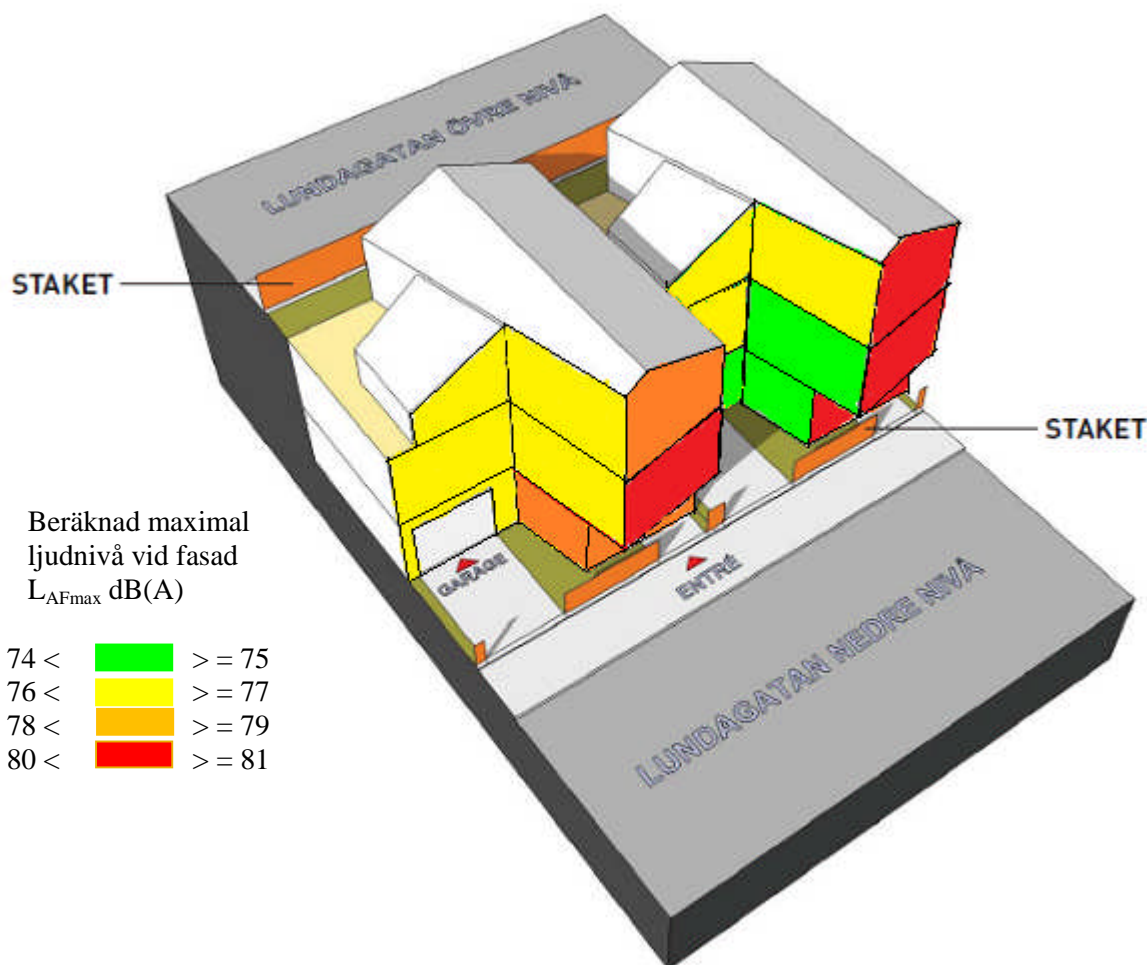 LUNDAGATAN ÖVRE NIVÅ
STAKET
STAKET
GARAGE
ENTRÉ
LUNDAGATAN NEDRE NIVÅ
Beräknad maximal
ljudnivå vid fasad
LAFmax dB(A)
74 < > = 75
76 < > = 77
78 < > = 79
80 < > = 81